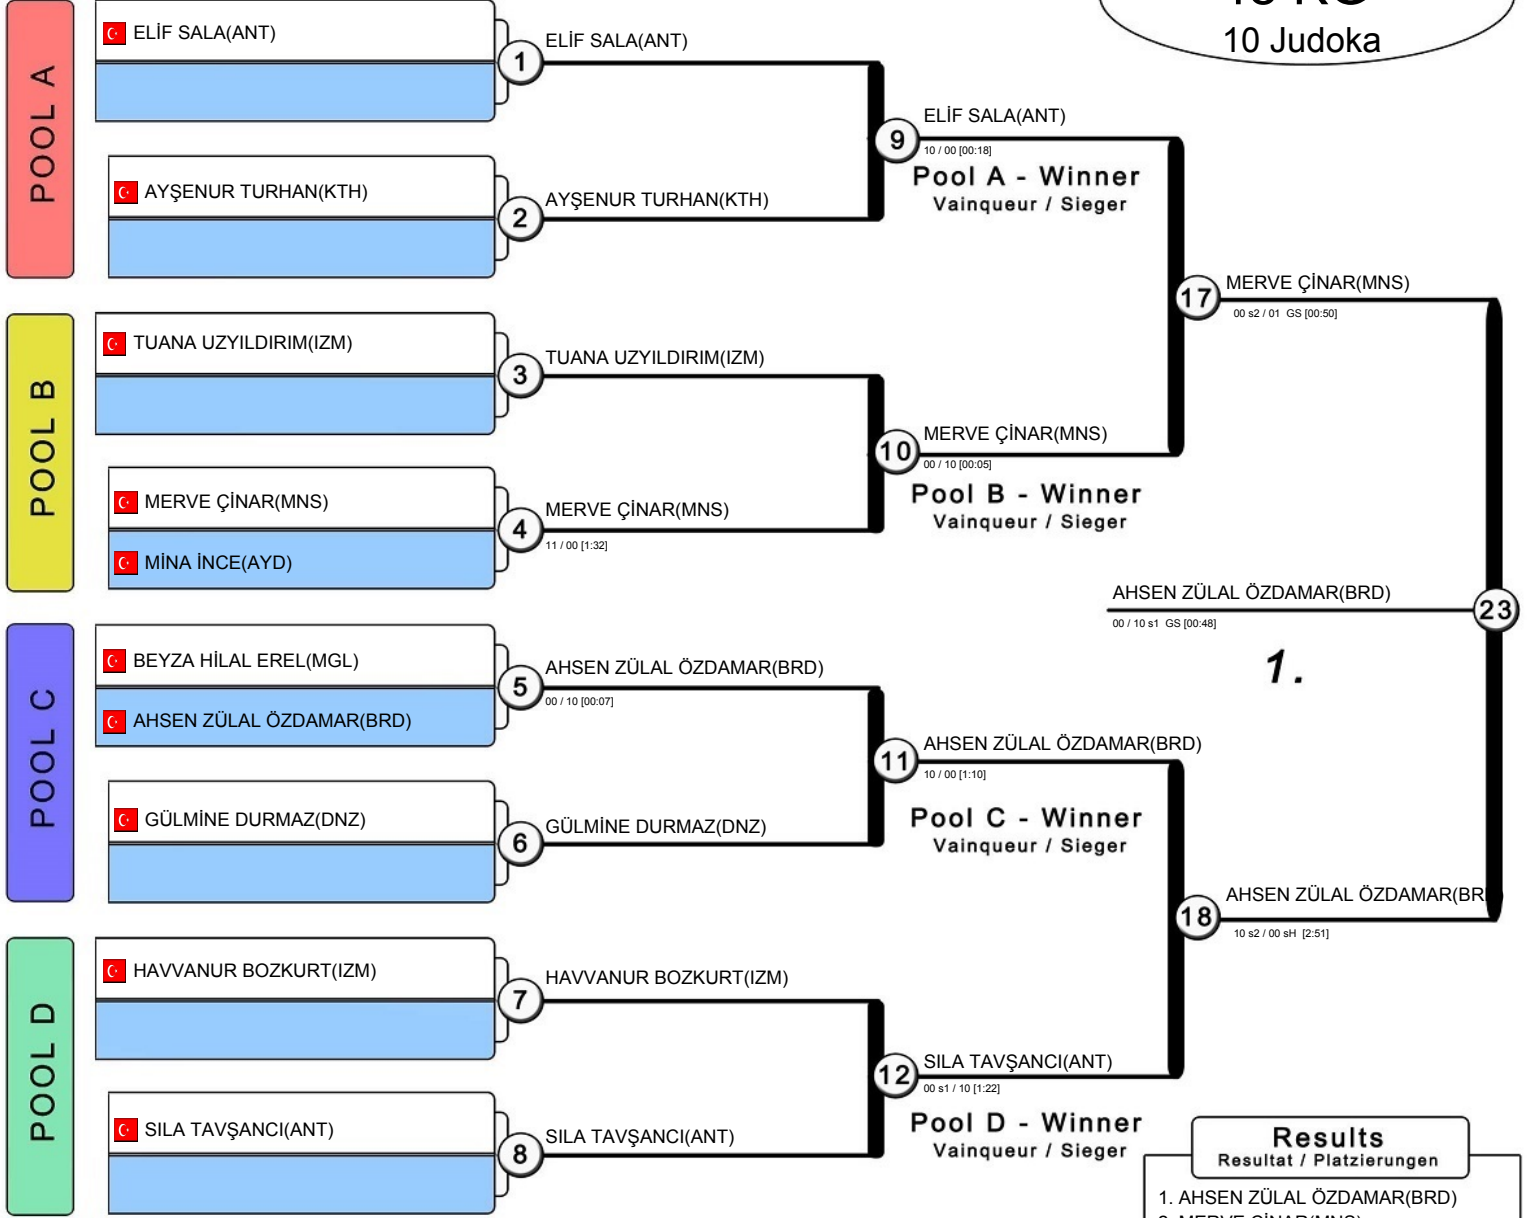 10 Judoka
POOL A
ELİF SALA(ANT)
1
ELİF SALA(ANT)
AYŞENUR TURHAN(KTH)
2
AYŞENUR TURHAN(KTH)
9
ELİF SALA(ANT)
10 / 00 [00:18]
Pool A - Winner
Vainqueur / Sieger
POOL B
TUANA UZYILDIRIM(IZM)
3
TUANA UZYILDIRIM(IZM)
MERVE ÇİNAR(MNS)
MİNA İNCE(AYD)
4
MERVE ÇİNAR(MNS)
11 / 00 [1:32]
10
MERVE ÇİNAR(MNS)
00 / 10 [00:05]
Pool B - Winner
Vainqueur / Sieger
17
MERVE ÇİNAR(MNS)
00 s2 / 01 GS [00:50]
POOL C
BEYZA HİLAL EREL(MGL)
AHSEN ZÜLAL ÖZDAMAR(BRD)
5
AHSEN ZÜLAL ÖZDAMAR(BRD)
00 / 10 [00:07]
GÜLMİNE DURMAZ(DNZ)
6
GÜLMİNE DURMAZ(DNZ)
11
AHSEN ZÜLAL ÖZDAMAR(BRD)
10 / 00 [1:10]
Pool C - Winner
Vainqueur / Sieger
POOL D
HAVVANUR BOZKURT(IZM)
7
HAVVANUR BOZKURT(IZM)
SILA TAVŞANCI(ANT)
8
SILA TAVŞANCI(ANT)
12
SILA TAVŞANCI(ANT)
00 s1 / 10 [1:22]
Pool D - Winner
Vainqueur / Sieger
18
AHSEN ZÜLAL ÖZDAMAR(BR
10 s2 / 00 sH [2:51]
AHSEN ZÜLAL ÖZDAMAR(BRD)
23
00 / 10 s1 GS [00:48]
1.
Results
Resultat / Platzierungen
1. AHSEN ZÜLAL ÖZDAMAR(BRD)